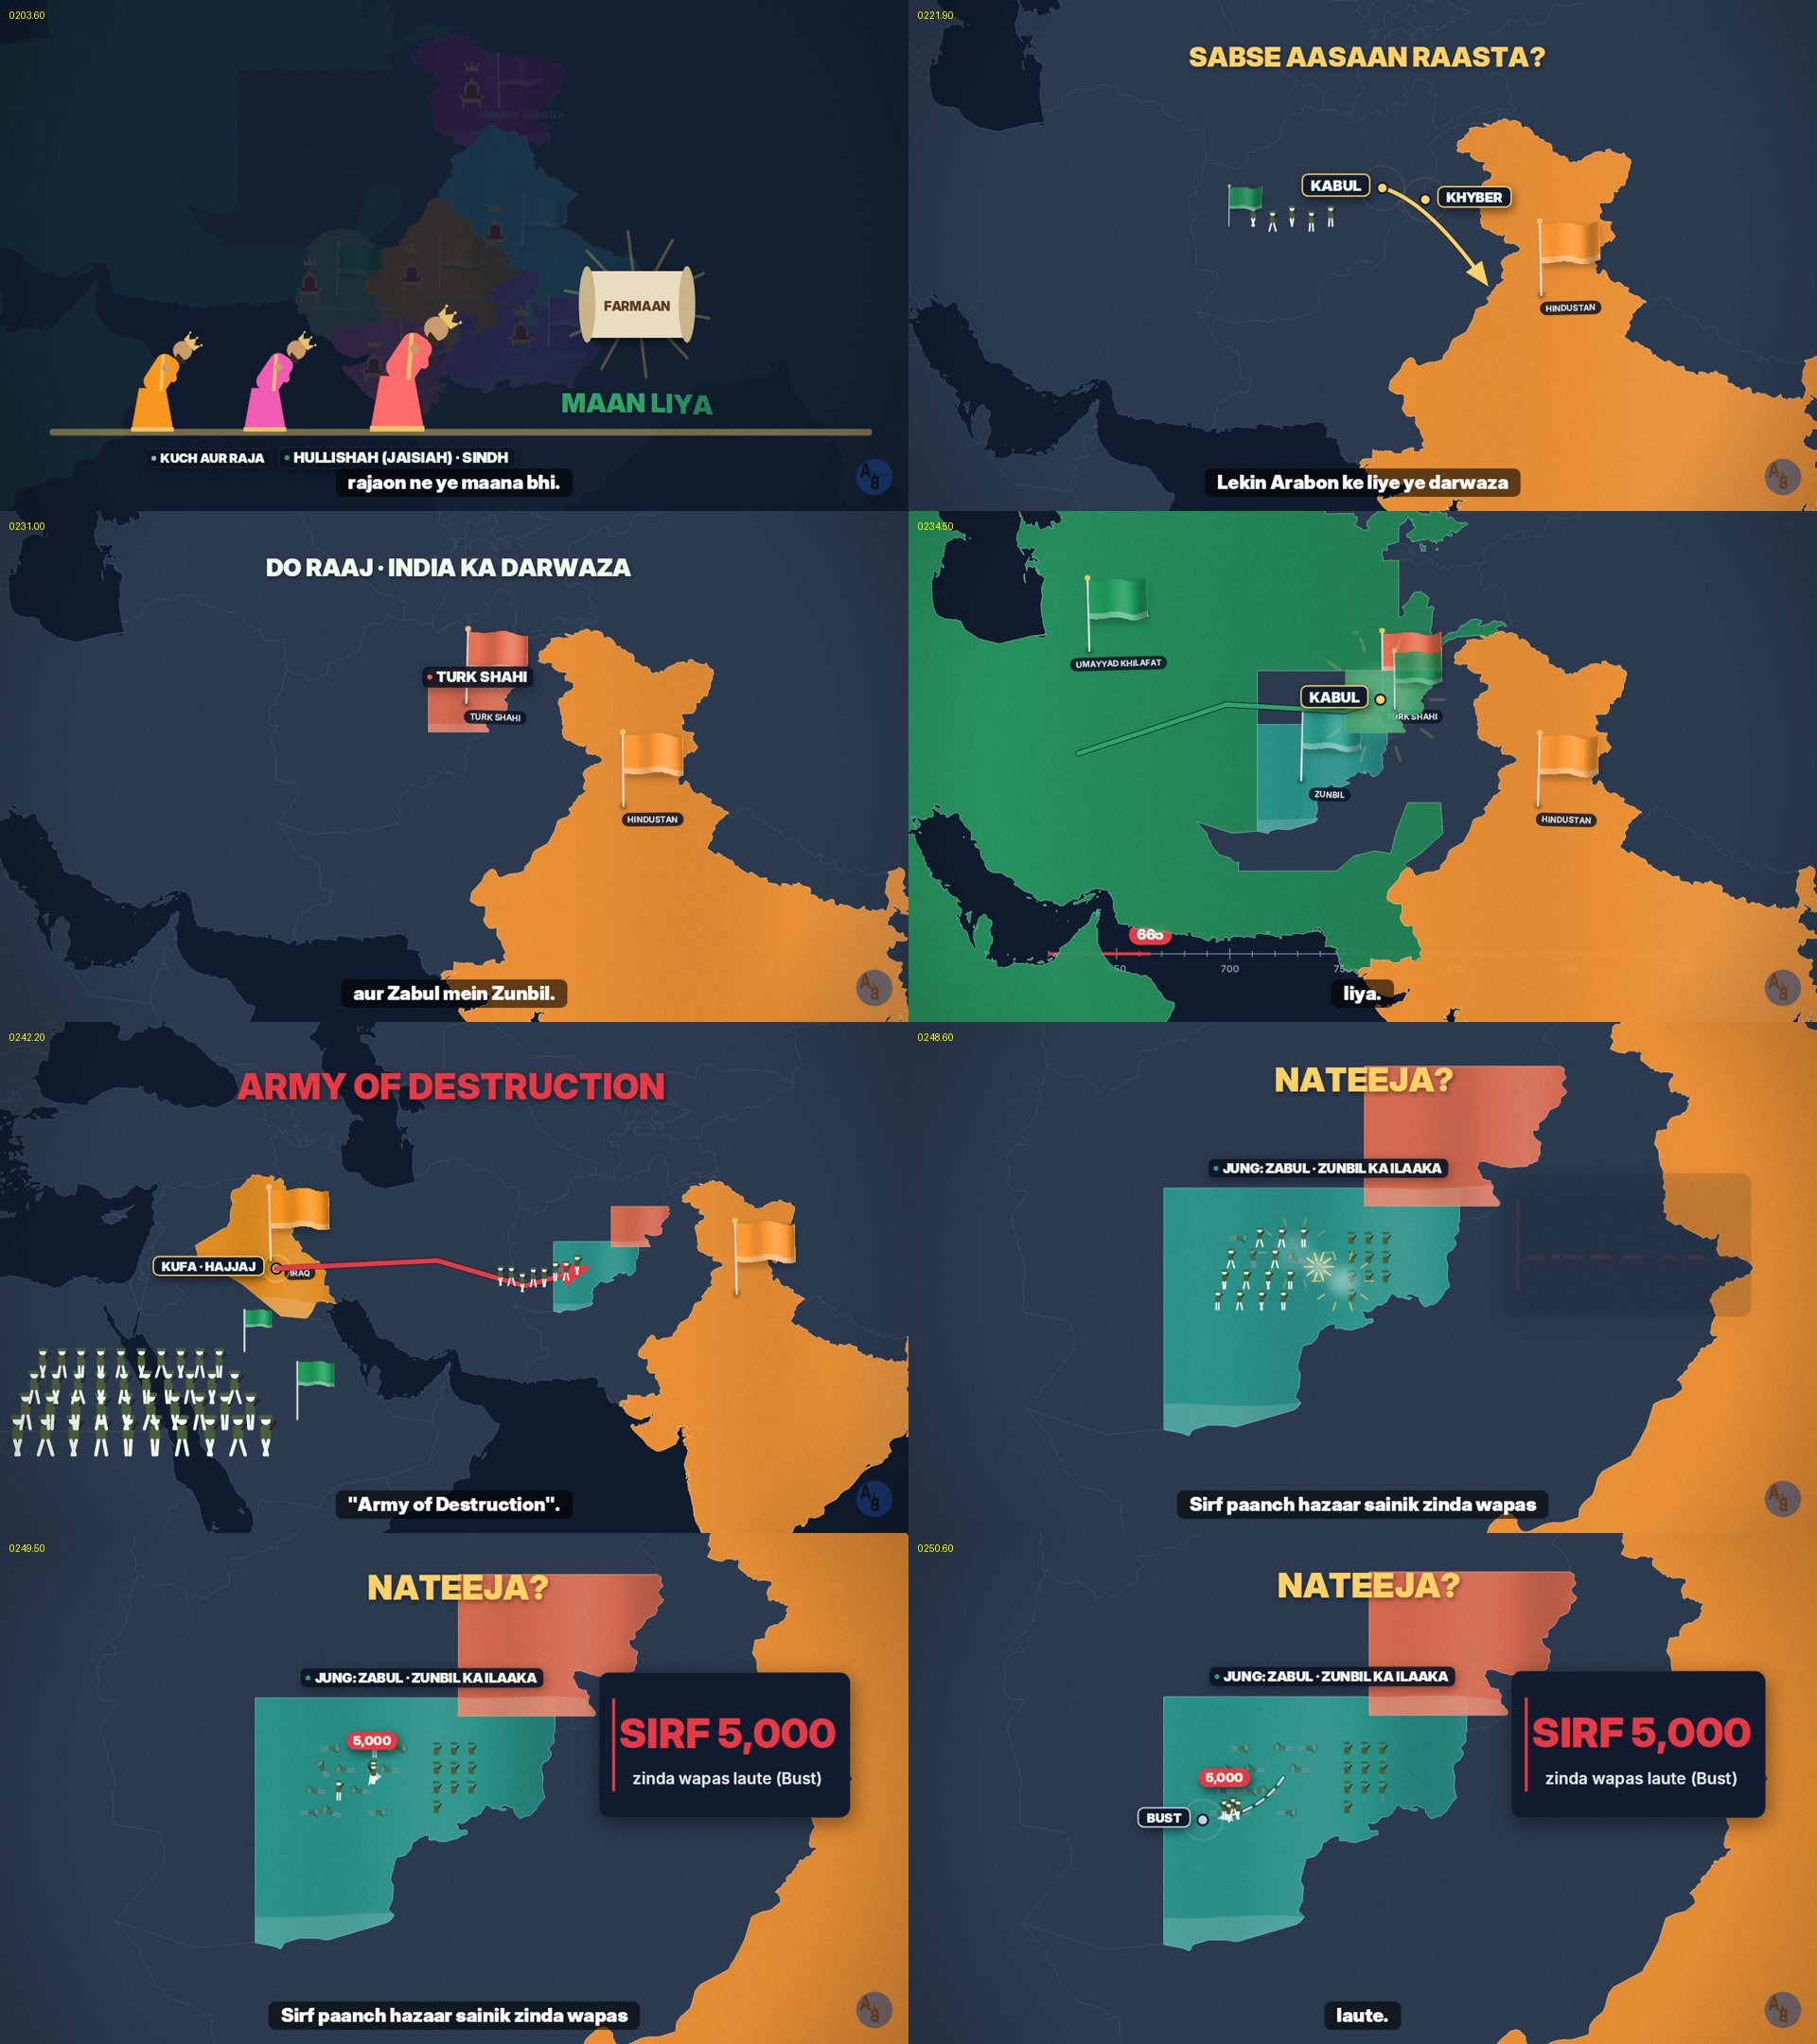 0203.60
FARMAAN
MAAN LIYA
KUCH AUR RAJA
HULLISHAH (JAISIAH) · SINDH
rajaon ne ye maana bhi.
0221.90
SABSE AASAAN RAASTA?
KABUL
KHYBER
HINDUSTAN
Lekin Arabon ke liye ye darwaza
0231.00
DO RAAJ · INDIA KA DARWAZA
TURK SHAHI
TURK SHAHI
HINDUSTAN
aur Zabul mein Zunbil.
0234.50
UMAYYAD KHILAFAT
KABUL
ZUNBIL
HINDUSTAN
665
700
liya.
0242.20
ARMY OF DESTRUCTION
KUFA · HAJJAJ
IRAQ
"Army of Destruction".
0248.60
NATEEJA?
JUNG: ZABUL · ZUNBIL KA ILAAKA
Sirf paanch hazaar sainik zinda wapas
0249.50
NATEEJA?
JUNG: ZABUL · ZUNBIL KA ILAAKA
5,000
SIRF 5,000
zinda wapas laute (Bust)
Sirf paanch hazaar sainik zinda wapas
0250.60
NATEEJA?
JUNG: ZABUL · ZUNBIL KA ILAAKA
5,000
BUST
SIRF 5,000
zinda wapas laute (Bust)
laute.